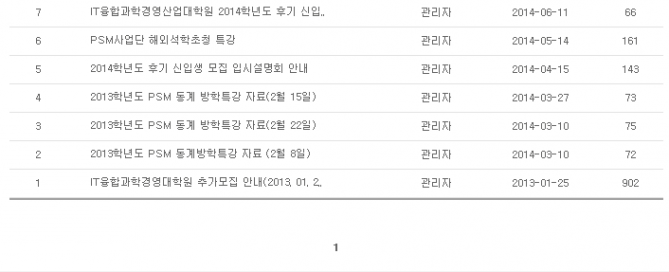 7 IT융합과학경영산업대학원 2014학년도 후기 신입.. 관리자 2014-06-11 66
6 PSM사업단 해외석학초청 특강 관리자 2014-05-14 161
5 2014학년도 후기 신입생 모집 입시설명회 안내 관리자 2014-04-15 143
4 2013학년도 PSM 동계 방학특강 자료(2월 15일) 관리자 2014-03-27 73
3 2013학년도 PSM 동계 방학특강 자료(2월 22일) 관리자 2014-03-10 75
2 2013학년도 PSM 동계방학특강 자료 (2월 8일) 관리자 2014-03-10 72
1 IT융합과학경영대학원 추가모집 안내(2013. 01. 2.. 관리자 2013-01-25 902
1